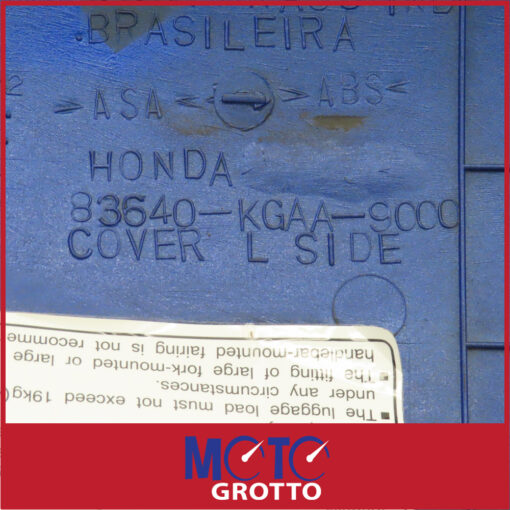 BRASILEIRA
>ASA< >ABS<
HONDA
83640-KGAA-9000
COVER L SIDE
handlebar-mounted fairing is not recomme
■ The fitting of large fork-mounted or large
under any circumstances.
■ The luggage load must not exceed 19kg(
MOTO
GROTTO